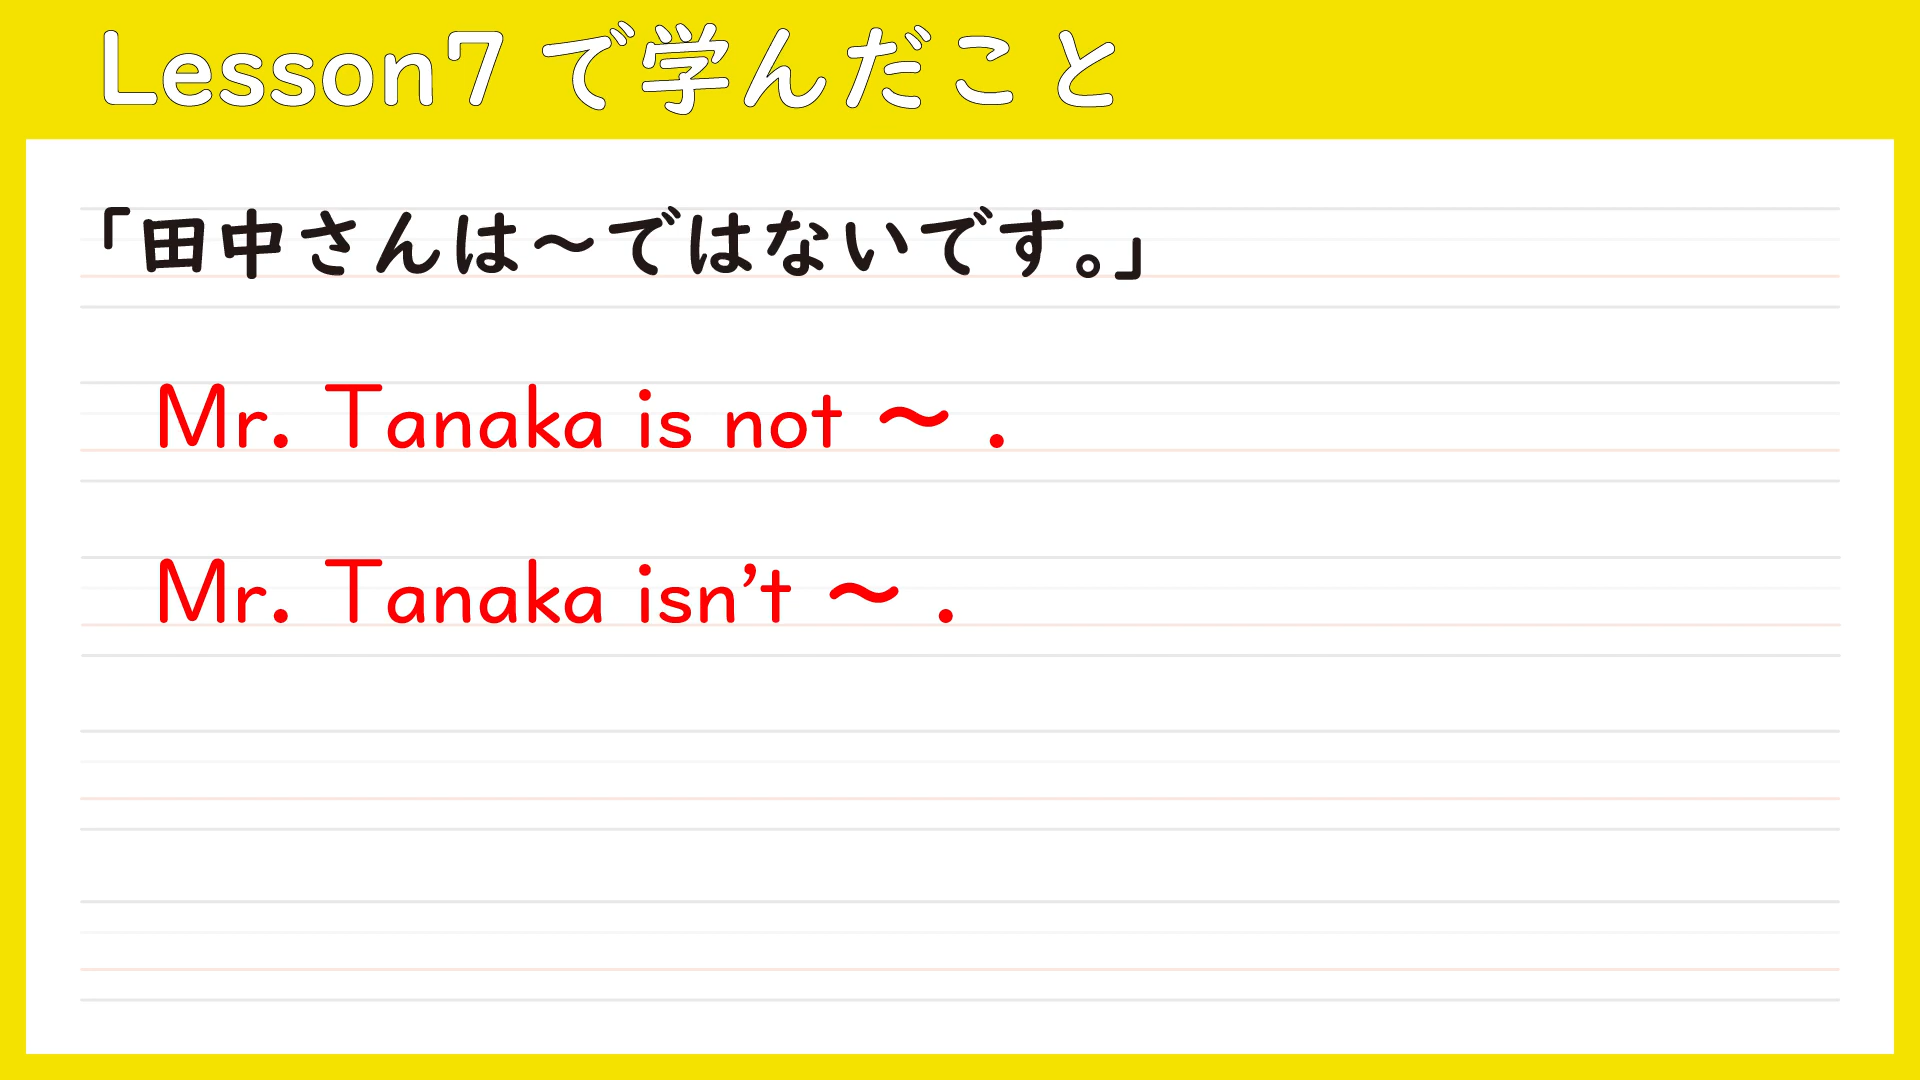 Lesson7 で学んだこと
「田中さんは～ではないです。」
Mr. Tanaka is not ～ .
Mr. Tanaka isn’t ～ .